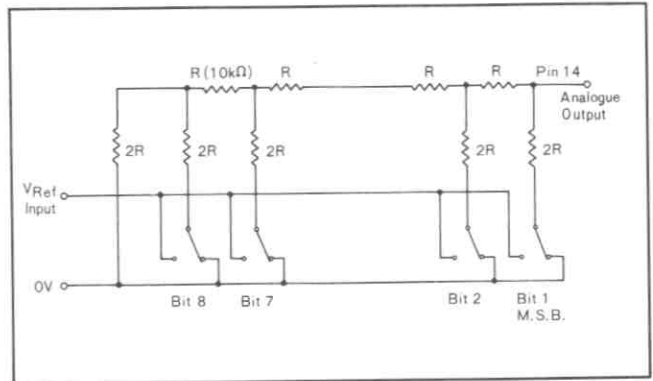 R (10kΩ) R R R Pin 14
Analogue
Output
2R 2R 2R 2R 2R
VRef
Input
0V
Bit 8 Bit 7 Bit 2 Bit 1
M.S.B.